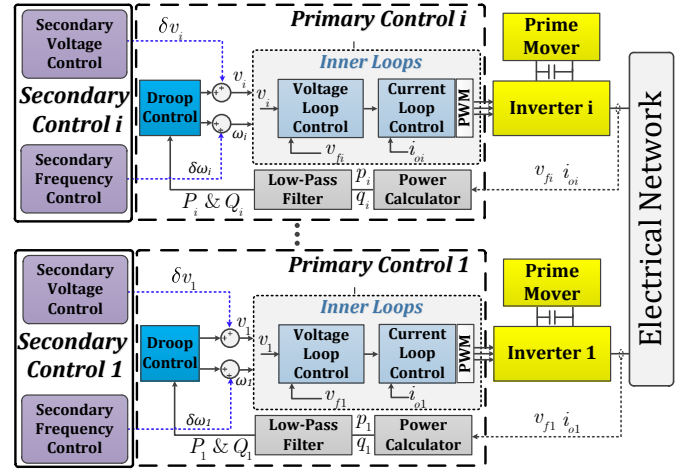 Primary Control i
Secondary
Voltage
Control
δv_i
Prime
Mover
Inner Loops
Secondary
Control i
Droop
Control
v_i
ω_i
v_i
Voltage
Loop
Control
Current
Loop
Control
PWM
Inverter i
v_fi
i_oi
Secondary
Frequency
Control
δω_i
P_i & Q_i
Low-Pass
Filter
p_i
q_i
Power
Calculator
v_fi i_oi
Electrical Network
Primary Control 1
Secondary
Voltage
Control
δv_1
Prime
Mover
Inner Loops
Secondary
Control 1
Droop
Control
v_1
ω_1
v_1
Voltage
Loop
Control
Current
Loop
Control
PWM
Inverter 1
v_f1
i_o1
Secondary
Frequency
Control
δω_1
P_1 & Q_1
Low-Pass
Filter
p_1
q_1
Power
Calculator
v_f1 i_o1